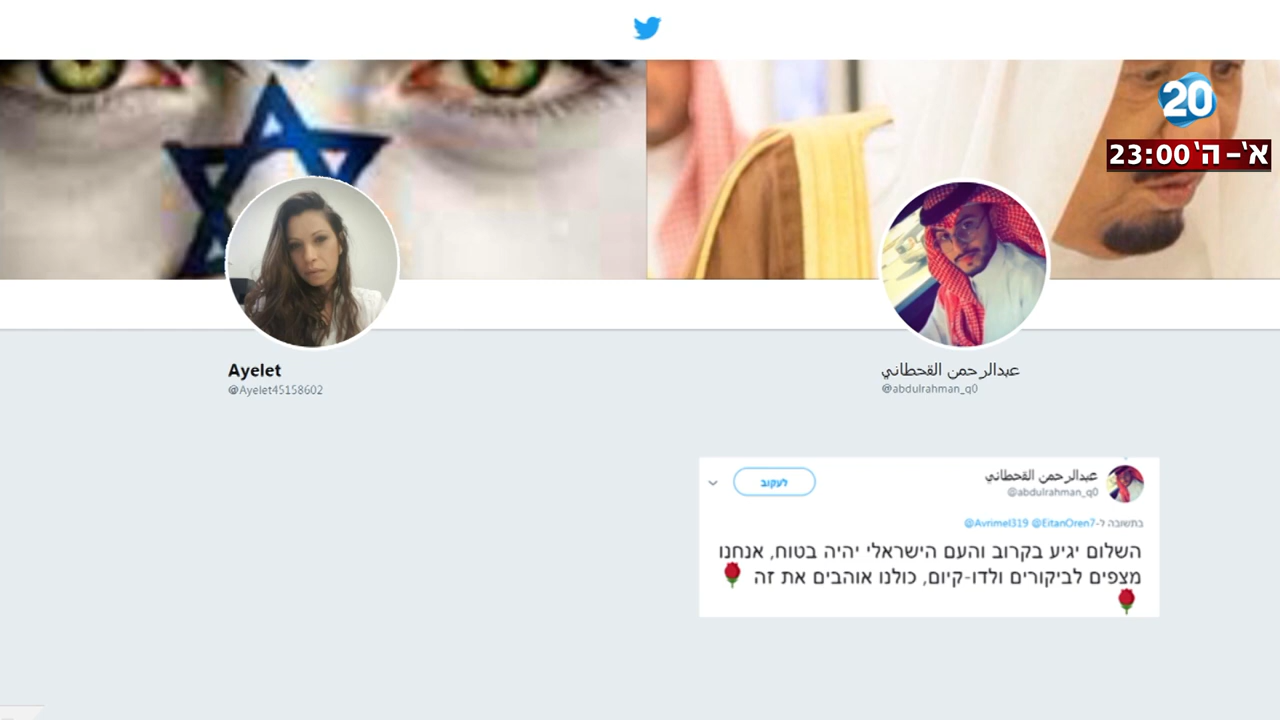 20
א'-ה' 23:00
Ayelet
@Ayelet45158602
عبدالرحمن القحطاني
@abdulrahman_q0
عبدالرحمن القحطاني
@abdulrahman_q0
לעקוב
בתשובה ל-@Avrimel319 @EitanOren7
השלום יגיע בקרוב והעם הישראלי יהיה בטוח, אנחנו
מצפים לביקורים ולדו-קיום, כולנו אוהבים את זה 🌹
🌹